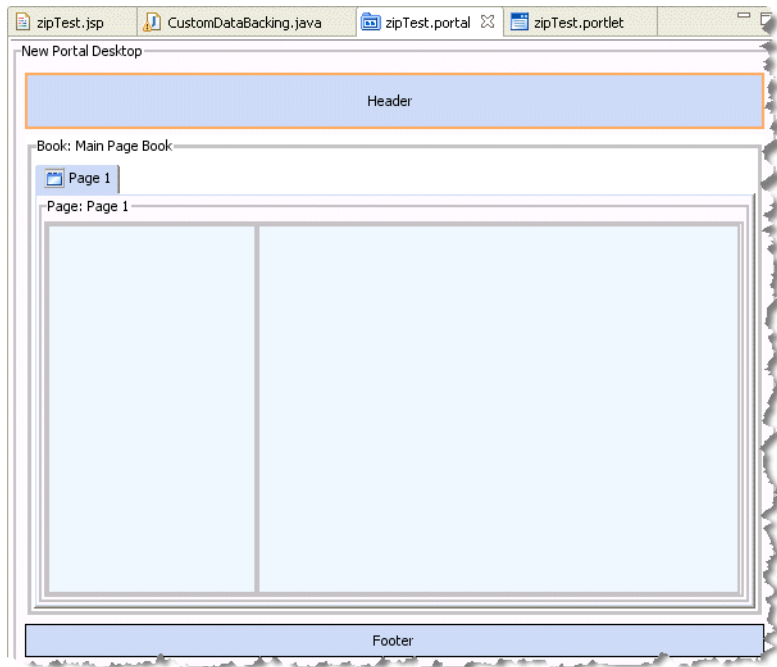 zipTest.jsp CustomDataBacking.java zipTest.portal zipTest.portlet
New Portal Desktop
Header
Book: Main Page Book
Page 1
Page: Page 1
Footer